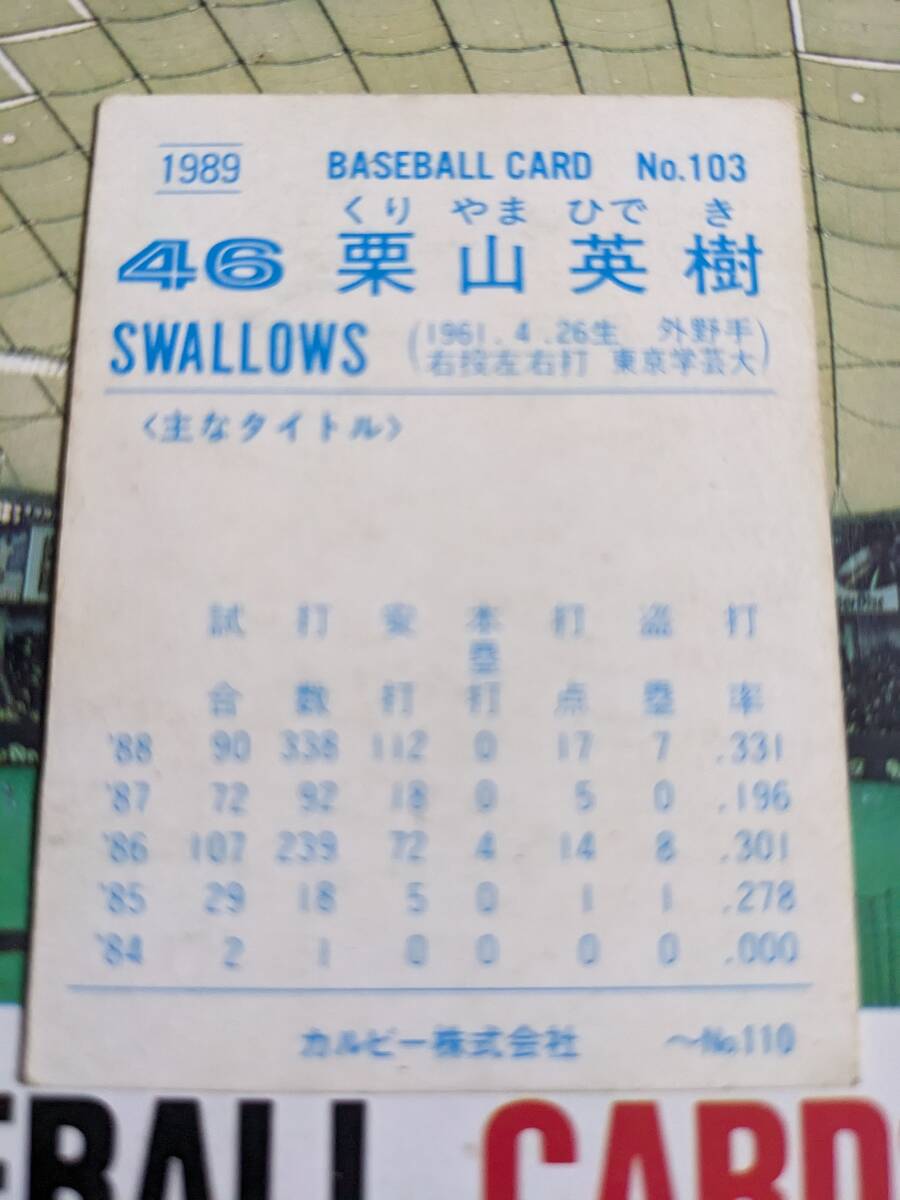 1989 BASEBALL CARD No.103
くり やま ひで き
46 栗山英樹
SWALLOWS (1961.4.26生 外野手
右投左右打 東京学芸大)
〈主なタイトル〉
試合 打数 安打 本塁打 打点 盗塁 打率
'88 90 338 112 0 17 7 .331
'87 72 92 18 0 5 0 .196
'86 107 239 72 4 14 8 .301
'85 29 18 5 0 1 1 .278
'84 2 1 0 0 0 0 .000
カルビー株式会社 〜No.110
EBALL CARD